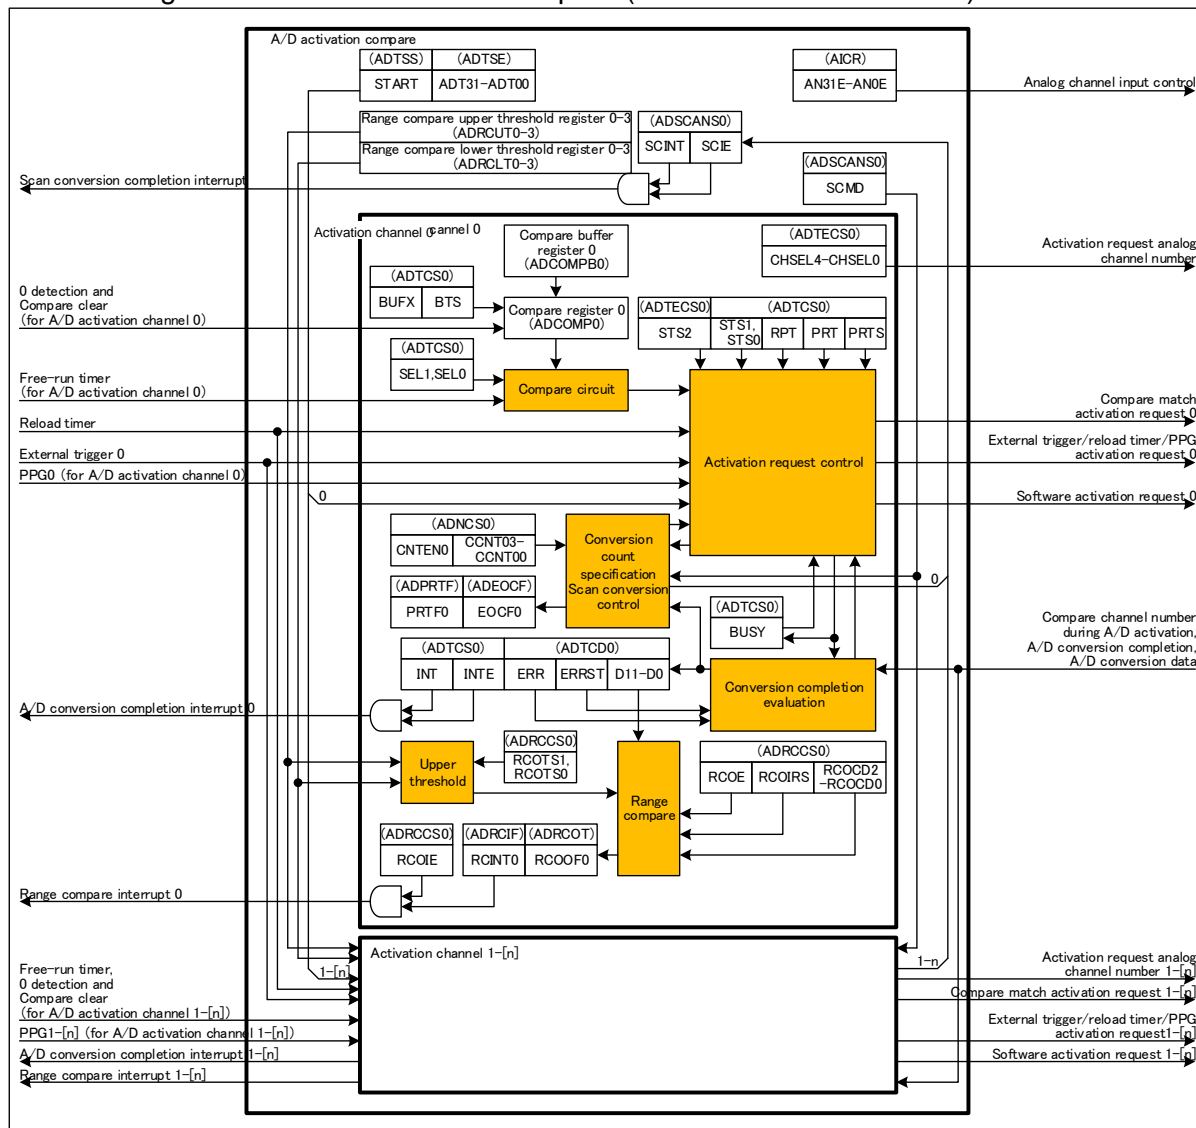 A/D activation compare
(ADTSS) (ADTSE)
START ADT31-ADT00
(AICR)
AN31E-AN0E
Analog channel input control
Range compare upper threshold register 0-3
(ADRCUT0-3)
Range compare lower threshold register 0-3
(ADRCLT0-3)
(ADSCANS0)
SCINT SCIE
(ADSCANS0)
SCMD
Scan conversion completion interrupt
Activation channel 0 cannel 0
Compare buffer
register 0
(ADCOMPB0)
(ADTECS0)
CHSEL4-CHSEL0
Activation request analog
channel number
(ADTCS0)
BUFX BTS
0 detection and
Compare clear
(for A/D activation channel 0)
Compare register 0
(ADCOMP0)
(ADTECS0) (ADTCS0)
STS2 STS1,
STS0 RPT PRT PRTS
(ADTCS0)
SEL1,SEL0
Free-run timer
(for A/D activation channel 0)
Compare circuit
Compare match
activation request 0
Reload timer
External trigger 0
PPG0 (for A/D activation channel 0)
Activation request control
External trigger/reload timer/PPG
activation request 0
0
Software activation request 0
(ADNCS0)
CNTEN0 CCNT03-
CCNT00
Conversion
count
specification
Scan conversion
control
0
(ADPRTF) (ADEOCF)
PRTF0 EOCF0
(ADTCS0)
BUSY
Compare channel number
during A/D activation,
A/D conversion completion,
A/D conversion data
(ADTCS0) (ADTCD0)
INT INTE ERR ERRST D11-D0
Conversion completion
evaluation
A/D conversion completion interrupt 0
Upper
threshold
(ADRCCS0)
RCOTS1,
RCOTS0
Range
compare
(ADRCCS0)
RCOE RCOIRS RCOCD2
-RCOCD0
(ADRCCS0) (ADRCIF) (ADRCOT)
RCOIE RCINT0 RCOOF0
Range compare interrupt 0
Activation channel 1-[n]
1-n
1-[n]
Free-run timer,
0 detection and
Compare clear
(for A/D activation channel 1-[n])
PPG1-[n] (for A/D activation channel 1-[n])
A/D conversion completion interrupt 1-[n]
Range compare interrupt 1-[n]
Activation request analog
channel number 1-[n]
Compare match activation request 1-[n]
External trigger/reload timer/PPG
activation request1-[n]
Software activation request 1-[n]